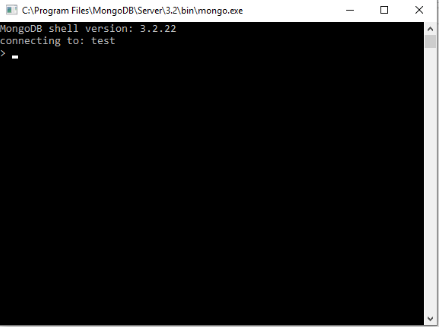 C:\Program Files\MongoDB\Server\3.2\bin\mongo.exe
MongoDB shell version: 3.2.22
connecting to: test
>